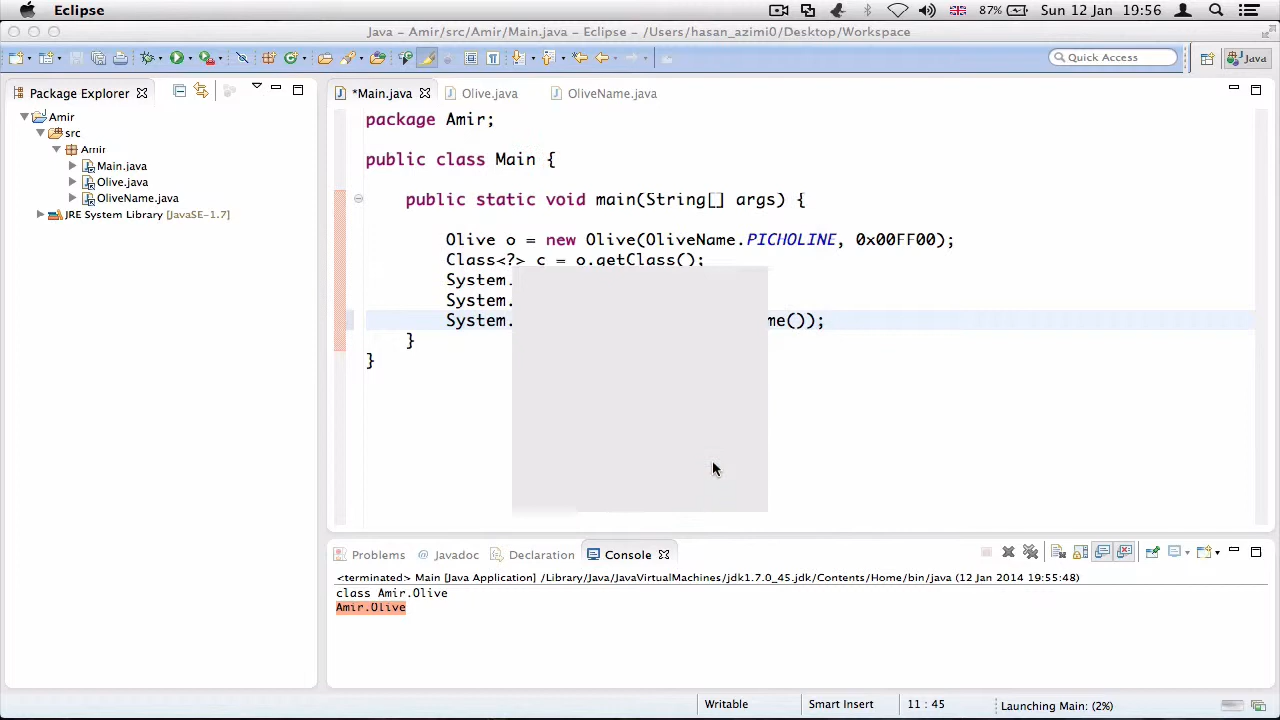 Eclipse
87%
Sun 12 Jan 19:56
Java - Amir/src/Amir/Main.java - Eclipse - /Users/hasan_azimi0/Desktop/Workspace
Quick Access
Java
Package Explorer
*Main.java
Olive.java
OliveName.java
Amir
src
Amir
Main.java
Olive.java
OliveName.java
JRE System Library [JavaSE-1.7]
package Amir;
public class Main {
public static void main(String[] args) {
Olive o = new Olive(OliveName.PICHOLINE, 0x00FF00);
Class<?> c = o.getClass();
System.
System.
System. me());
}
}
Problems
Javadoc
Declaration
Console
<terminated> Main [Java Application] /Library/Java/JavaVirtualMachines/jdk1.7.0_45.jdk/Contents/Home/bin/java (12 Jan 2014 19:55:48)
class Amir.Olive
Amir.Olive
Writable
Smart Insert
11 : 45
Launching Main: (2%)